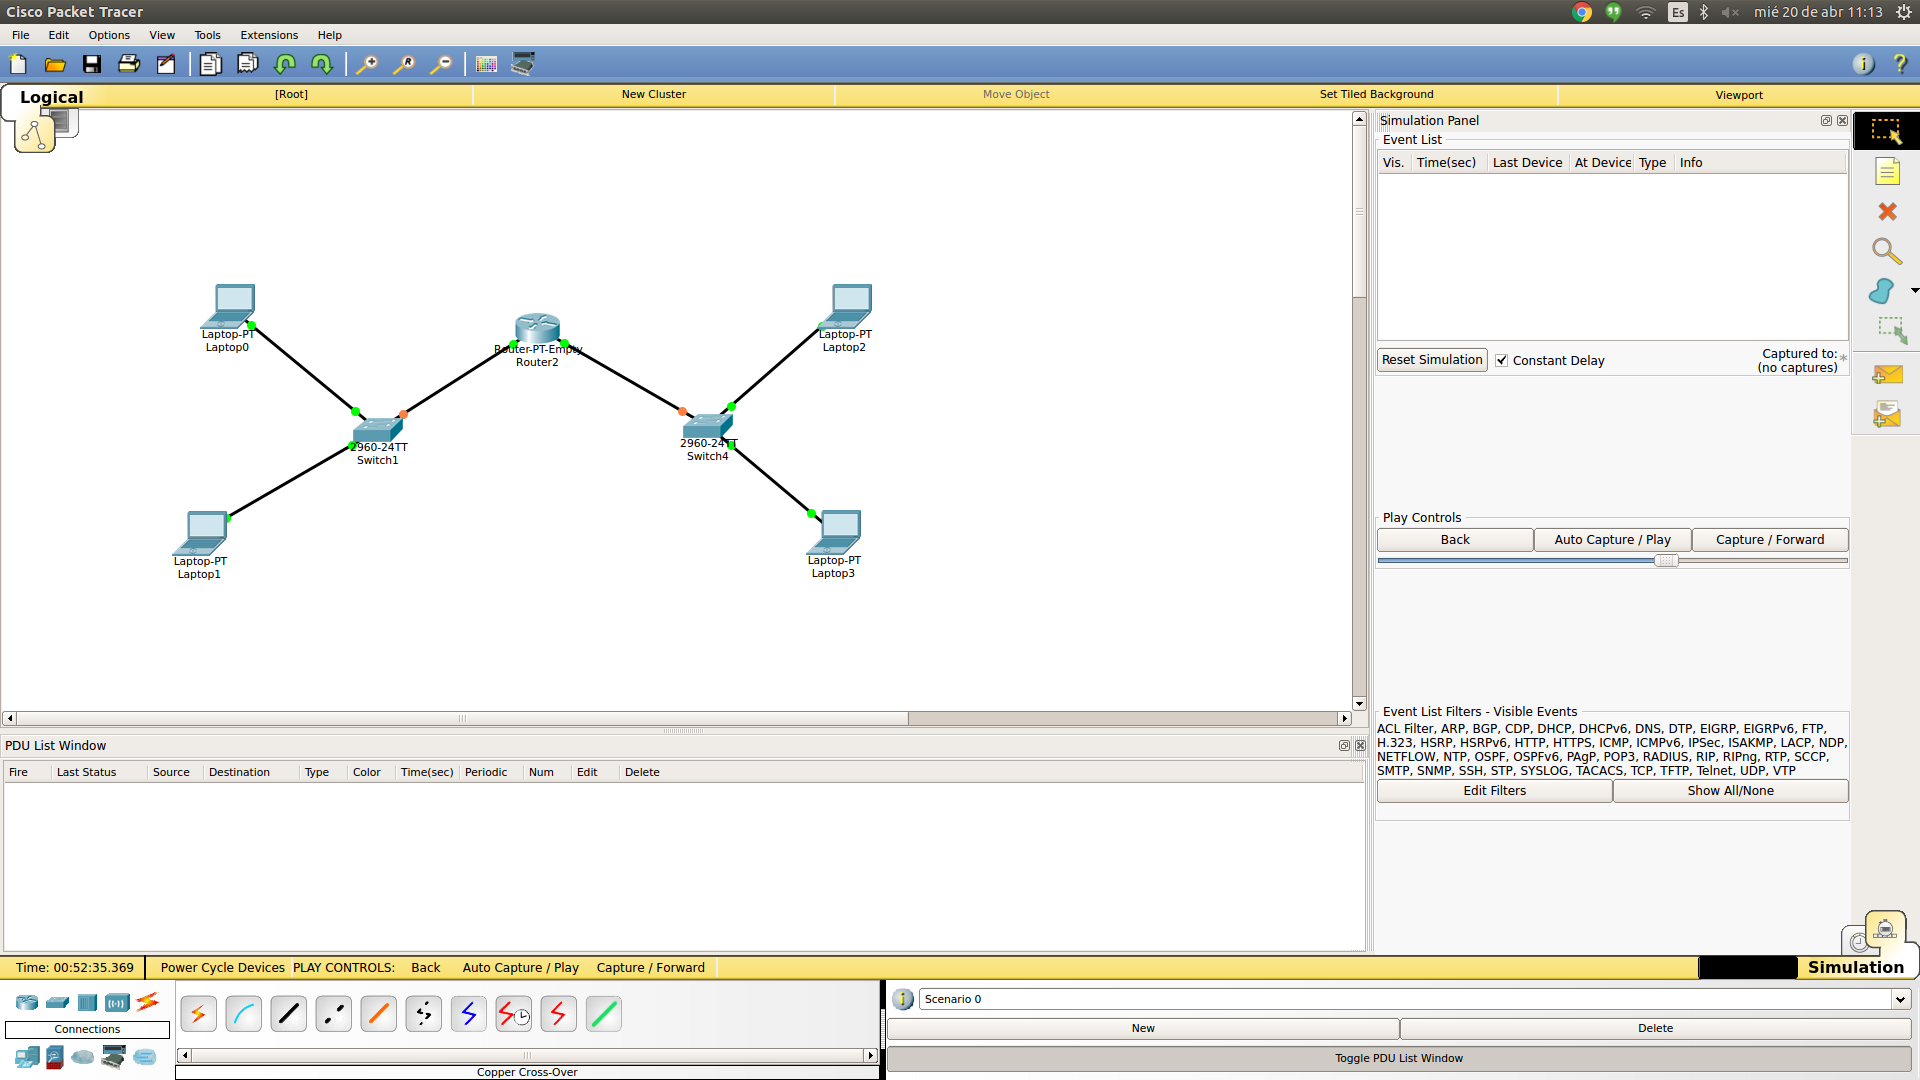 Cisco Packet Tracer
Es
mié 20 de abr 11:13
File Edit Options View Tools Extensions Help
Logical
[Root]
New Cluster
Move Object
Set Tiled Background
Viewport
Laptop-PT
Laptop0
Router-PT-Empty
Router2
Laptop-PT
Laptop2
2960-24TT
Switch1
2960-24TT
Switch4
Laptop-PT
Laptop1
Laptop-PT
Laptop3
Simulation Panel
Event List
Vis. Time(sec) Last Device At Device Type Info
Reset Simulation
Constant Delay
Captured to:
(no captures)
*
Play Controls
Back
Auto Capture / Play
Capture / Forward
Event List Filters - Visible Events
ACL Filter, ARP, BGP, CDP, DHCP, DHCPv6, DNS, DTP, EIGRP, EIGRPv6, FTP,
H.323, HSRP, HSRPv6, HTTP, HTTPS, ICMP, ICMPv6, IPSec, ISAKMP, LACP, NDP,
NETFLOW, NTP, OSPF, OSPFv6, PAgP, POP3, RADIUS, RIP, RIPng, RTP, SCCP,
SMTP, SNMP, SSH, STP, SYSLOG, TACACS, TCP, TFTP, Telnet, UDP, VTP
Edit Filters
Show All/None
PDU List Window
Fire Last Status Source Destination Type Color Time(sec) Periodic Num Edit Delete
Time: 00:52:35.369
Power Cycle Devices PLAY CONTROLS: Back Auto Capture / Play Capture / Forward
Simulation
Connections
Copper Cross-Over
Scenario 0
New
Delete
Toggle PDU List Window